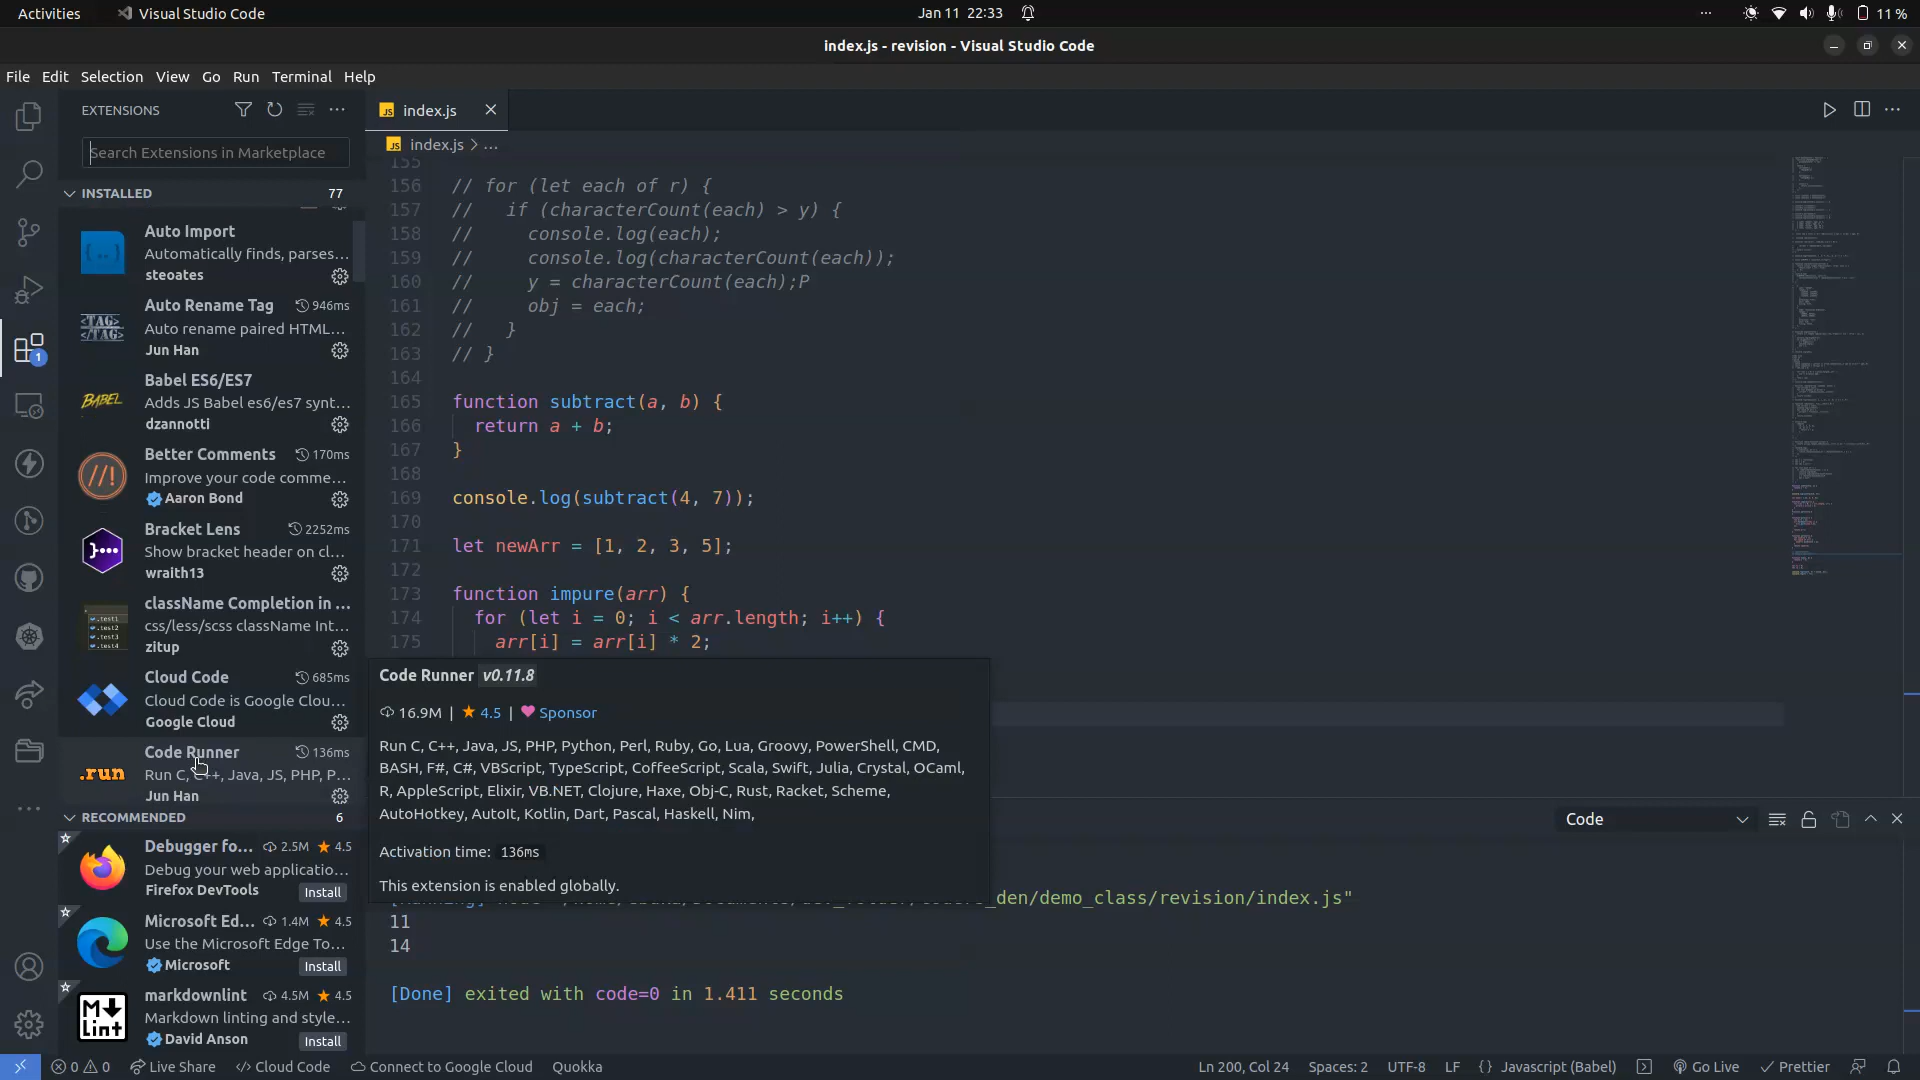 Activities
Visual Studio Code
Jan 11 22:33
11 %
index.js - revision - Visual Studio Code
File Edit Selection View Go Run Terminal Help
EXTENSIONS
Search Extensions in Marketplace
INSTALLED 77
Auto Import
Automatically finds, parses...
steoates
Auto Rename Tag 946ms
Auto rename paired HTML...
Jun Han
Babel ES6/ES7
Adds JS Babel es6/es7 synt...
dzannotti
Better Comments 170ms
Improve your code comme...
Aaron Bond
Bracket Lens 2252ms
Show bracket header on cl...
wraith13
className Completion in ...
css/less/scss className Int...
zitup
Cloud Code 685ms
Cloud Code is Google Clou...
Google Cloud
Code Runner 136ms
Run C, C++, Java, JS, PHP, P...
Jun Han
RECOMMENDED 6
Debugger fo... 2.5M ★ 4.5
Debug your web applicatio...
Firefox DevTools Install
Microsoft Ed... 1.4M ★ 4.5
Use the Microsoft Edge To...
Microsoft Install
markdownlint 4.5M ★ 4.5
Markdown linting and style...
David Anson Install
1
index.js
index.js > ...
155
156 // for (let each of r) {
157 //   if (characterCount(each) > y) {
158 //     console.log(each);
159 //     console.log(characterCount(each));
160 //     y = characterCount(each);P
161 //     obj = each;
162 //   }
163 // }
164
165 function subtract(a, b) {
166   return a + b;
167 }
168
169 console.log(subtract(4, 7));
170
171 let newArr = [1, 2, 3, 5];
172
173 function impure(arr) {
174   for (let i = 0; i < arr.length; i++) {
175     arr[i] = arr[i] * 2;
Code Runner v0.11.8
16.9M | ★ 4.5 | Sponsor
Run C, C++, Java, JS, PHP, Python, Perl, Ruby, Go, Lua, Groovy, PowerShell, CMD,
BASH, F#, C#, VBScript, TypeScript, CoffeeScript, Scala, Swift, Julia, Crystal, OCaml,
R, AppleScript, Elixir, VB.NET, Clojure, Haxe, Obj-C, Rust, Racket, Scheme,
AutoHotkey, AutoIt, Kotlin, Dart, Pascal, Haskell, Nim,
Activation time: 136ms
This extension is enabled globally.
Code
_den/demo_class/revision/index.js"
11
14
[Done] exited with code=0 in 1.411 seconds
0 0 Live Share Cloud Code Connect to Google Cloud Quokka
Ln 200, Col 24 Spaces: 2 UTF-8 LF {} Javascript (Babel) Go Live Prettier